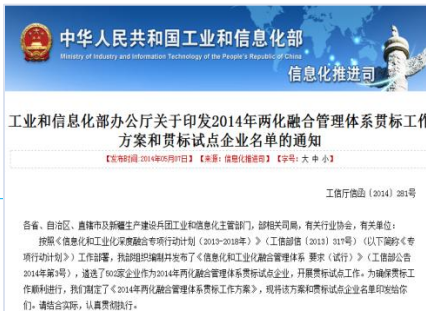 中华人民共和国工业和信息化部
Ministry of Industry and Information Technology of the People's Republic of China
信息化推进司
工业和信息化部办公厅关于印发2014年两化融合管理体系贯标工作
方案和贯标试点企业名单的通知
【发布时间:2014年05月07日】 【来源:信息化推进司】 【字号:大 中 小】
工信厅信函〔2014〕281号
各省、自治区、直辖市及新疆生产建设兵团工业和信息化主管部门，部相关司局，有关行业协会，有关单位：
按照《信息化和工业化深度融合专项行动计划（2013-2018年）》（工信部信〔2013〕317号）（以下简称《专
项行动计划》）工作部署，我部组织编制并发布了《信息化和工业化融合管理体系 要求（试行）》（工信部公告
2014年第3号），遴选了502家企业作为2014年两化融合管理体系贯标试点企业，开展贯标试点工作。为确保贯标工
作顺利进行，我们制定了《2014年两化融合管理体系贯标工作方案》，现将该方案和贯标试点企业名单印发给你
们。请结合实际，认真贯彻执行。